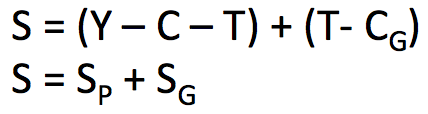 S = (Y – C – T) + (T- C_G)
S = S_P + S_G